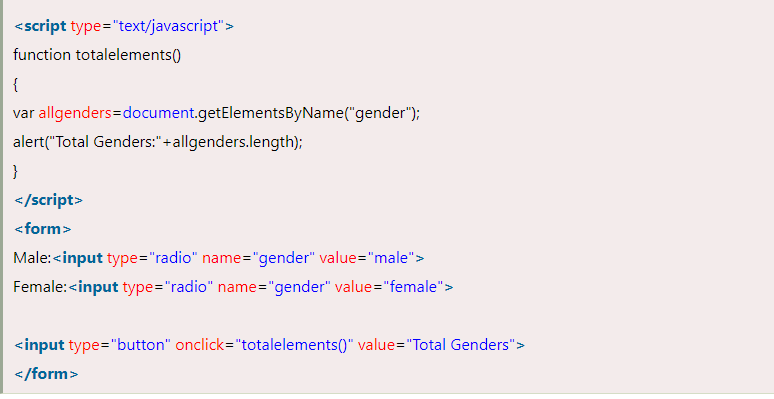 <script type="text/javascript">
function totalelements()
{
var allgenders=document.getElementsByName("gender");
alert("Total Genders:"+allgenders.length);
}
</script>
<form>
Male:<input type="radio" name="gender" value="male">
Female:<input type="radio" name="gender" value="female">
<input type="button" onclick="totalelements()" value="Total Genders">
</form>